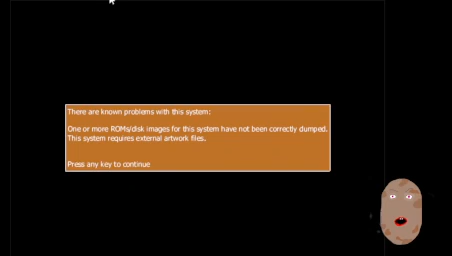 There are known problems with this system:
One or more ROMs/disk images for this system have not been correctly dumped.
This system requires external artwork files.
Press any key to continue